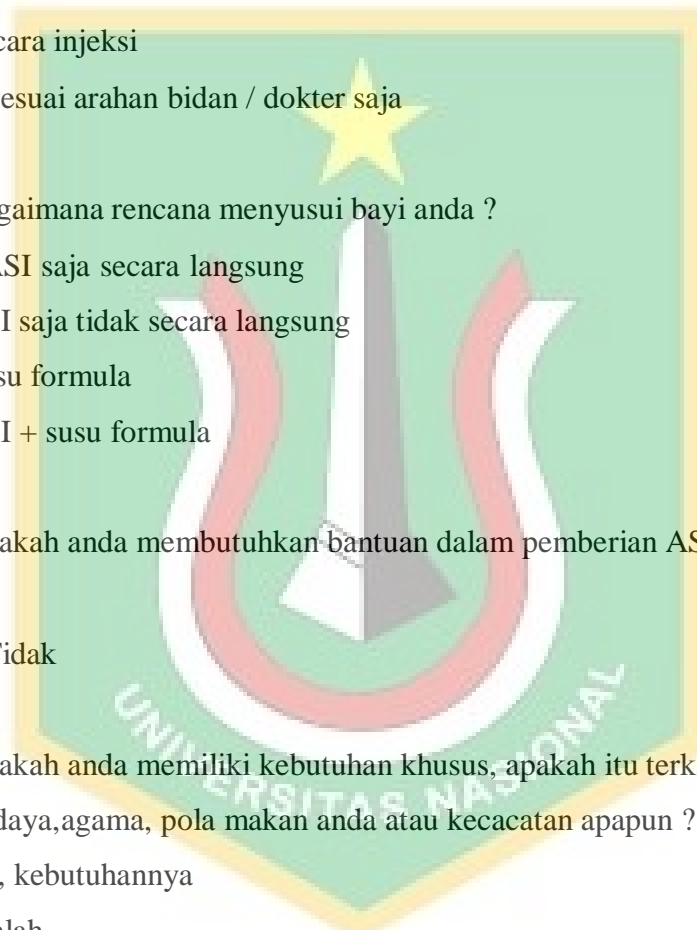 cara injeksi
esuai arahan bidan / dokter saja
gaimana rencana menyusui bayi anda ?
ASI saja secara langsung
I saja tidak secara langsung
su formula
I + susu formula
akah anda membutuhkan bantuan dalam pemberian AS
Tidak
akah anda memiliki kebutuhan khusus, apakah itu terk
daya,agama, pola makan anda atau kecacatan apapun ?
, kebutuhannya
alah
UNIVERSITAS NASIONAL